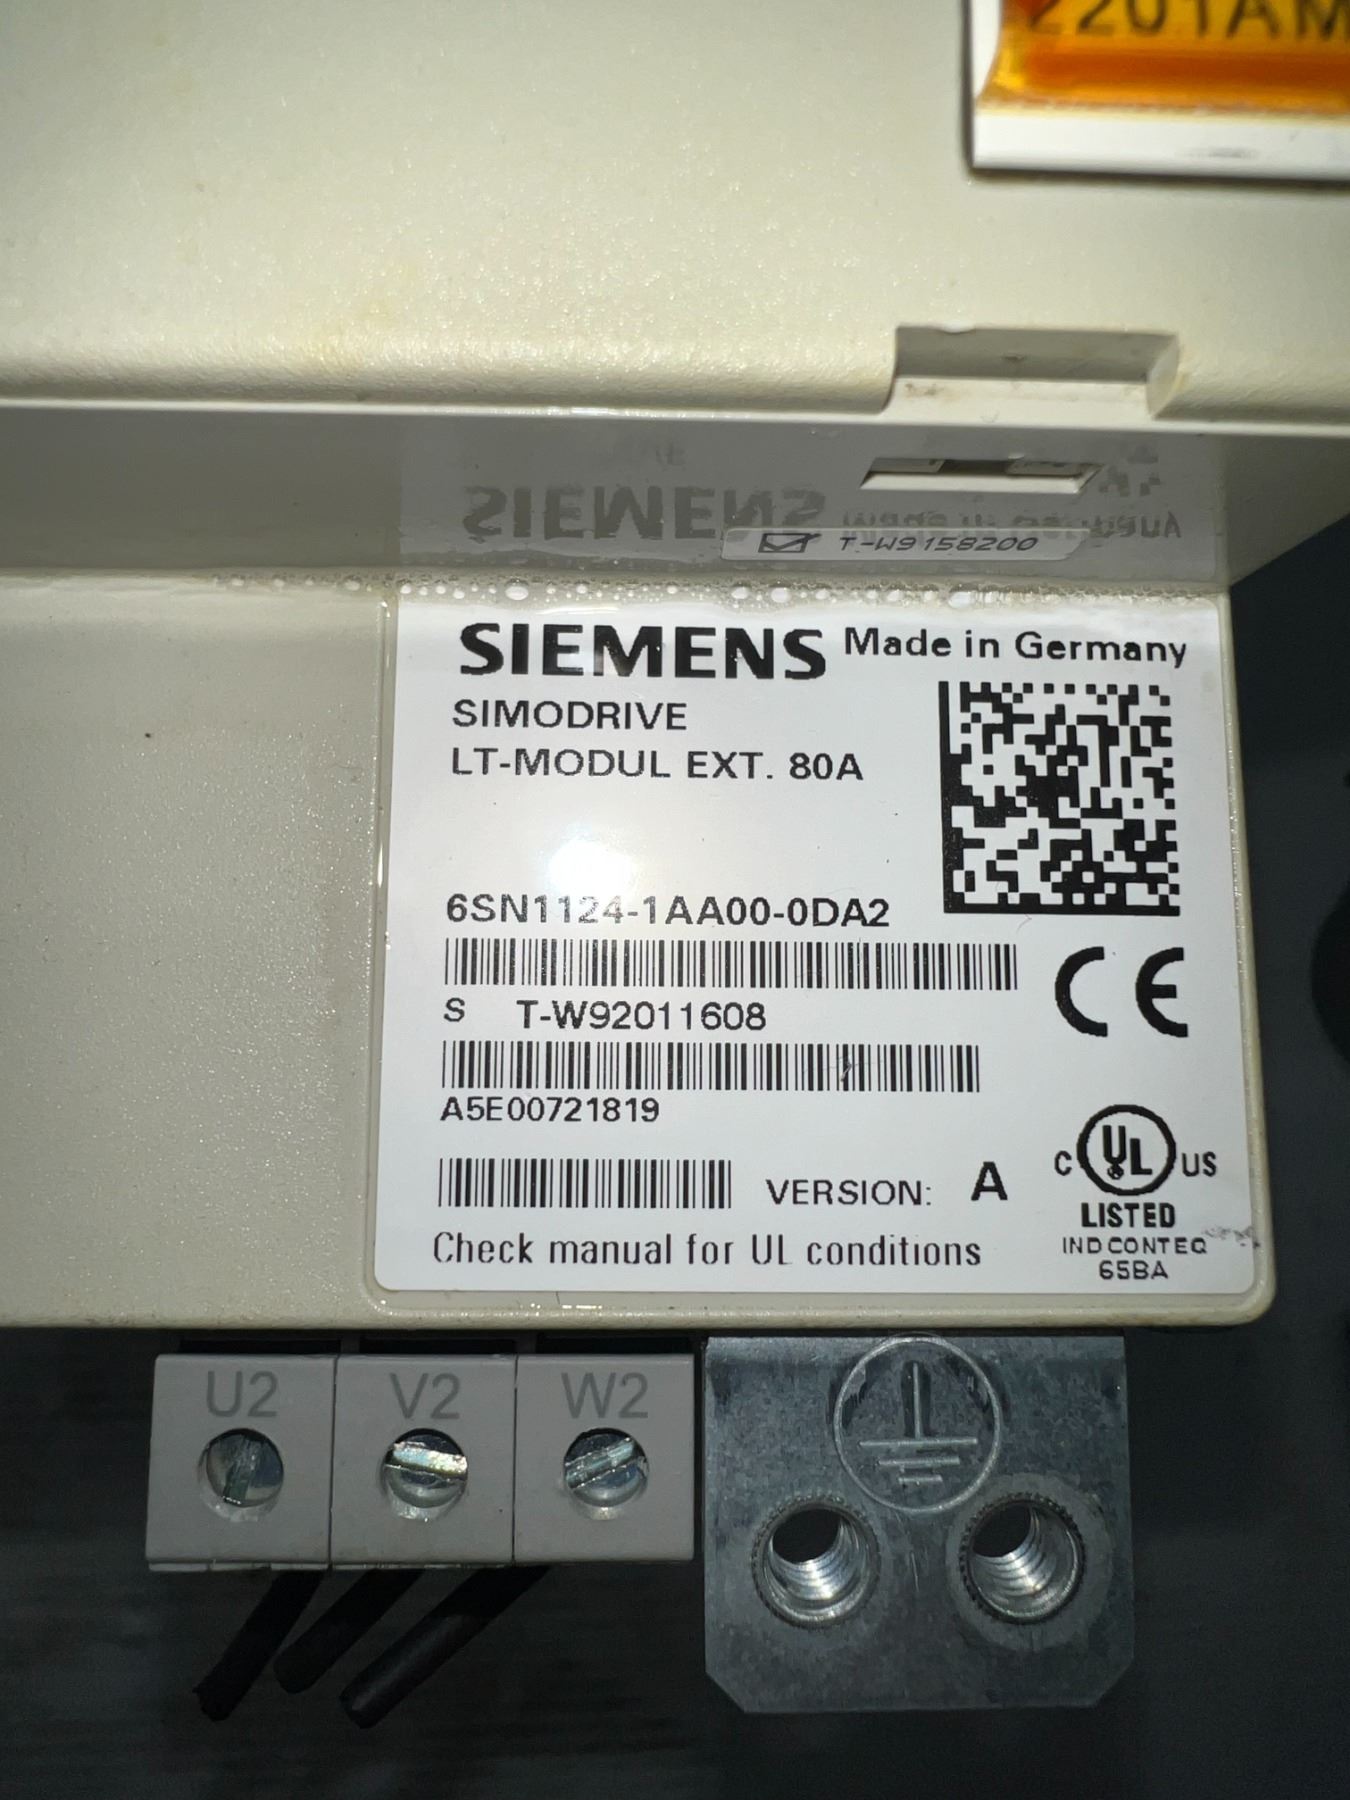 2201AM
T-W9158200
SIEMENS Made in Germany
SIMODRIVE
LT-MODUL EXT. 80A
6SN1124-1AA00-0DA2
S T-W92011608
A5E00721819
VERSION: A
Check manual for UL conditions
CE
C UL US
LISTED
IND CONT EQ
65BA
U2 V2 W2